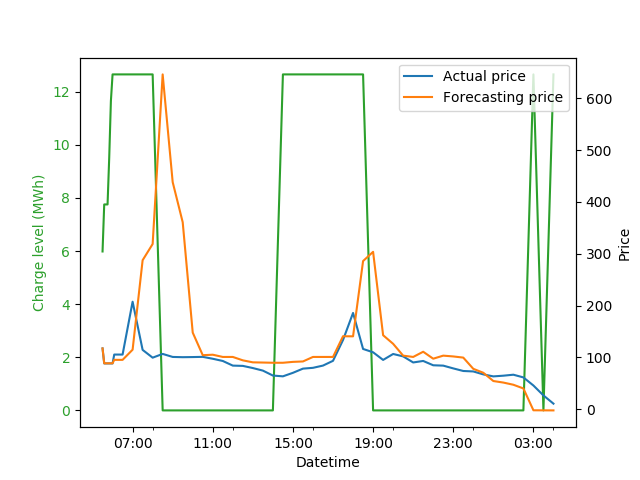 Actual price
Forecasting price
12
10
8
6
4
2
0
Charge level (MWh)
600
500
400
300
200
100
0
Price
07:00 11:00 15:00 19:00 23:00 03:00
Datetime